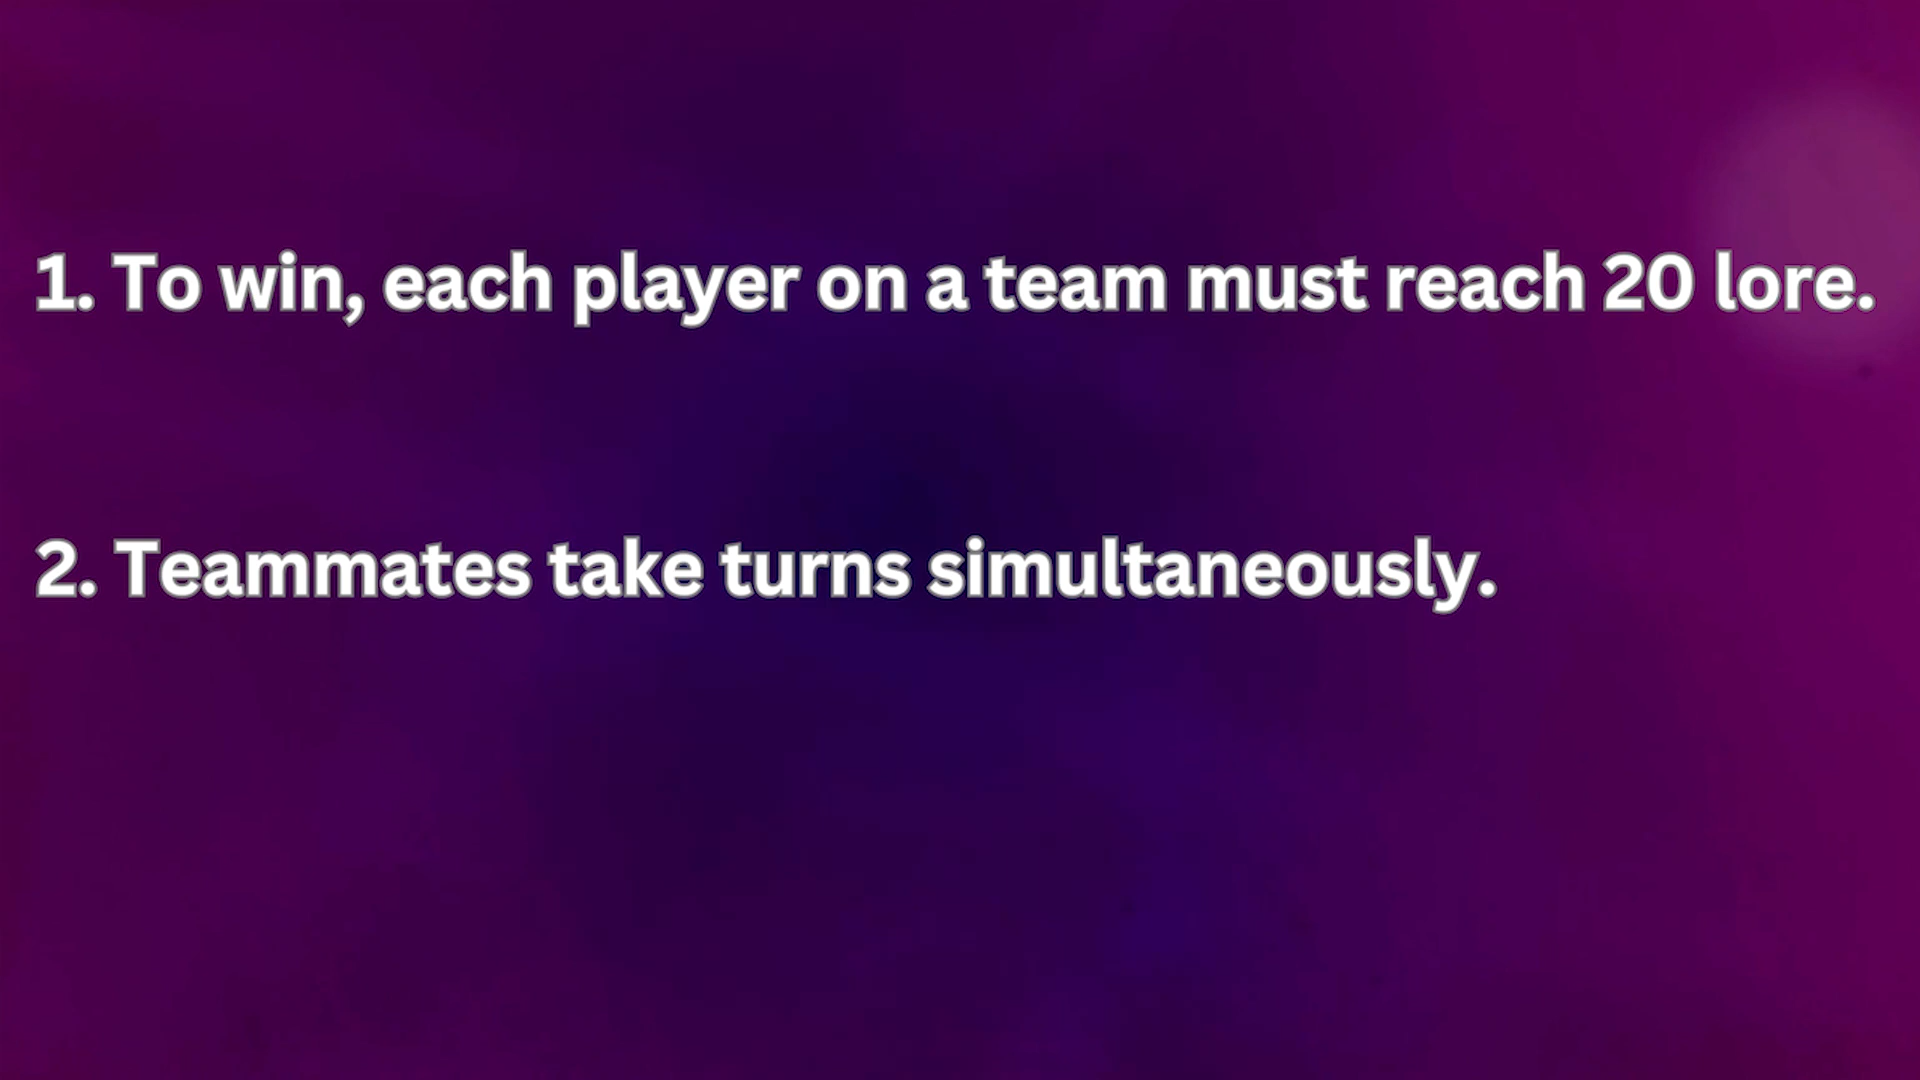 1. To win, each player on a team must reach 20 lore.
2. Teammates take turns simultaneously.